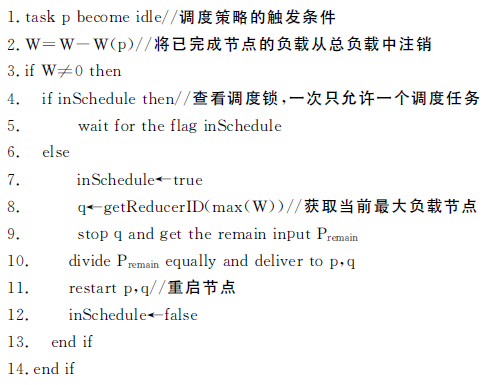 1. task p become idle//调度策略的触发条件
2. W=W-W(p)//将已完成节点的负载从总负载中注销
3. if W≠0 then
4. if inSchedule then//查看调度锁,一次只允许一个调度任务
5. wait for the flag inSchedule
6. else
7. inSchedule←true
8. q←getReducerID(max(W))//获取当前最大负载节点
9. stop q and get the remain input Premain
10. divide Premain equally and deliver to p,q
11. restart p,q//重启节点
12. inSchedule←false
13. end if
14. end if